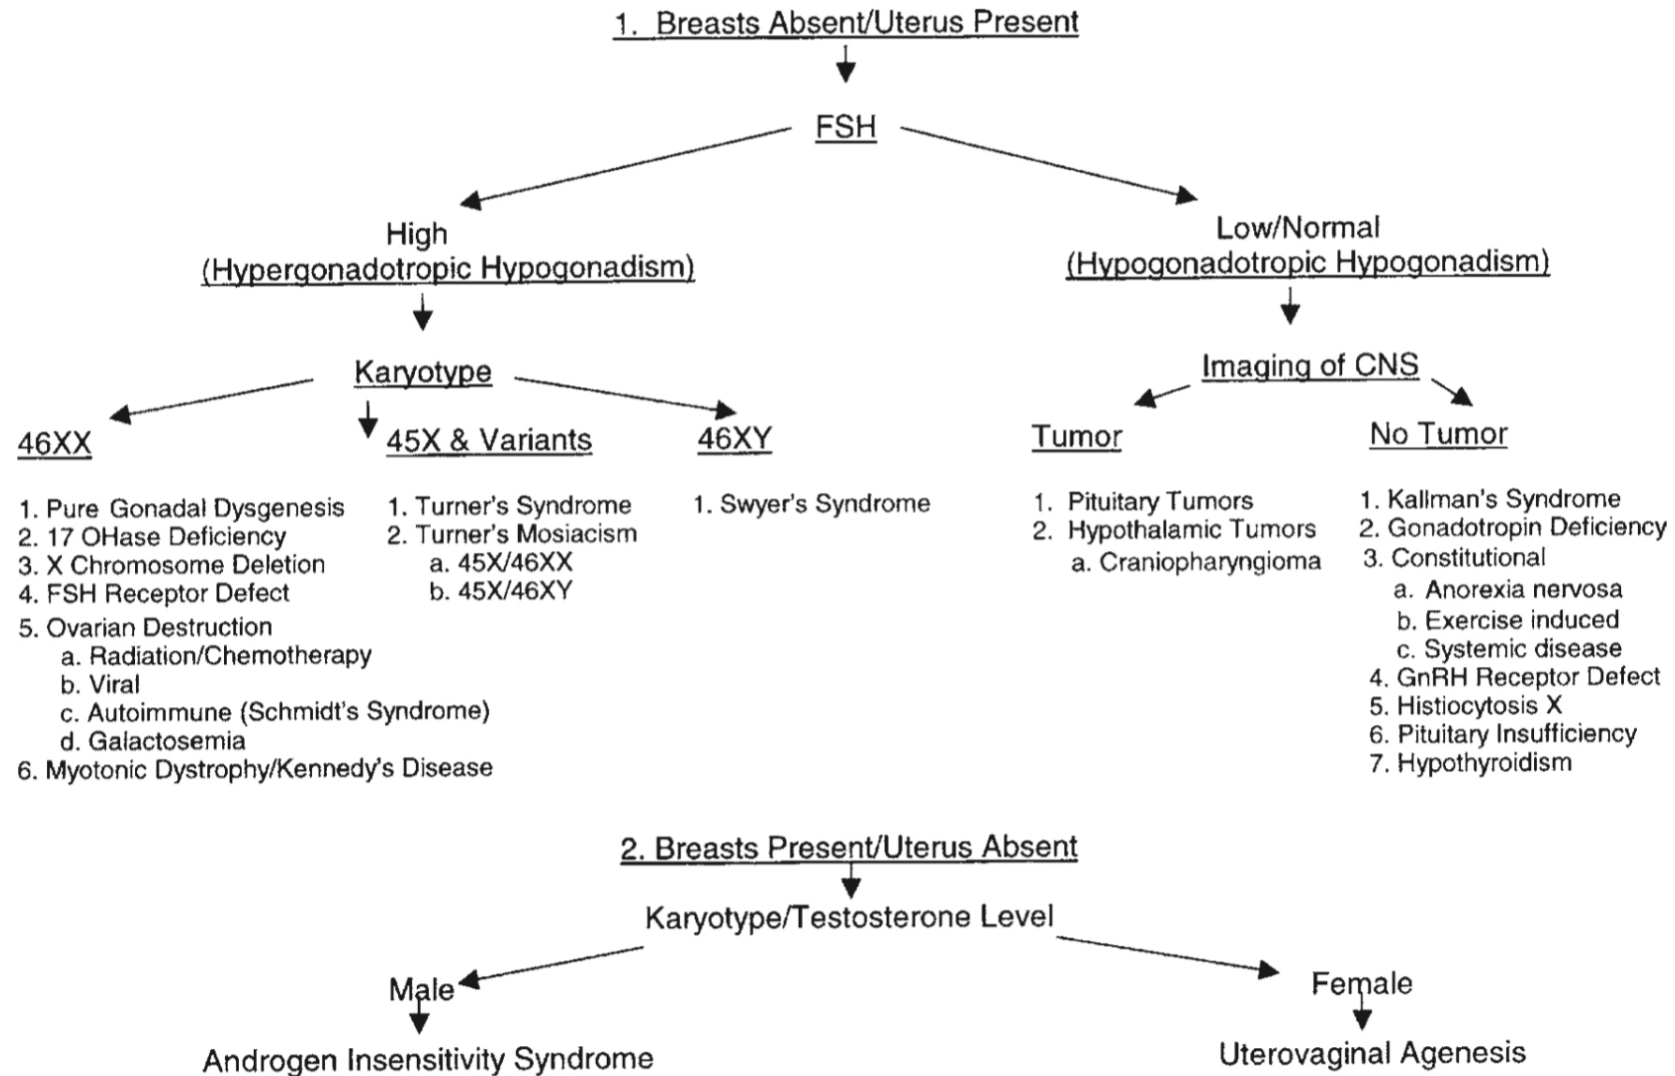 1. Breasts Absent/Uterus Present
FSH
High
(Hypergonadotropic Hypogonadism)
Low/Normal
(Hypogonadotropic Hypogonadism)
Karyotype
Imaging of CNS
46XX
45X & Variants
46XY
Tumor
No Tumor
1. Pure Gonadal Dysgenesis
2. 17 OHase Deficiency
3. X Chromosome Deletion
4. FSH Receptor Defect
5. Ovarian Destruction
a. Radiation/Chemotherapy
b. Viral
c. Autoimmune (Schmidt's Syndrome)
d. Galactosemia
6. Myotonic Dystrophy/Kennedy's Disease
1. Turner's Syndrome
2. Turner's Mosiacism
a. 45X/46XX
b. 45X/46XY
1. Swyer's Syndrome
1. Pituitary Tumors
2. Hypothalamic Tumors
a. Craniopharyngioma
1. Kallman's Syndrome
2. Gonadotropin Deficiency
3. Constitutional
a. Anorexia nervosa
b. Exercise induced
c. Systemic disease
4. GnRH Receptor Defect
5. Histiocytosis X
6. Pituitary Insufficiency
7. Hypothyroidism
2. Breasts Present/Uterus Absent
Karyotype/Testosterone Level
Male
Female
Androgen Insensitivity Syndrome
Uterovaginal Agenesis